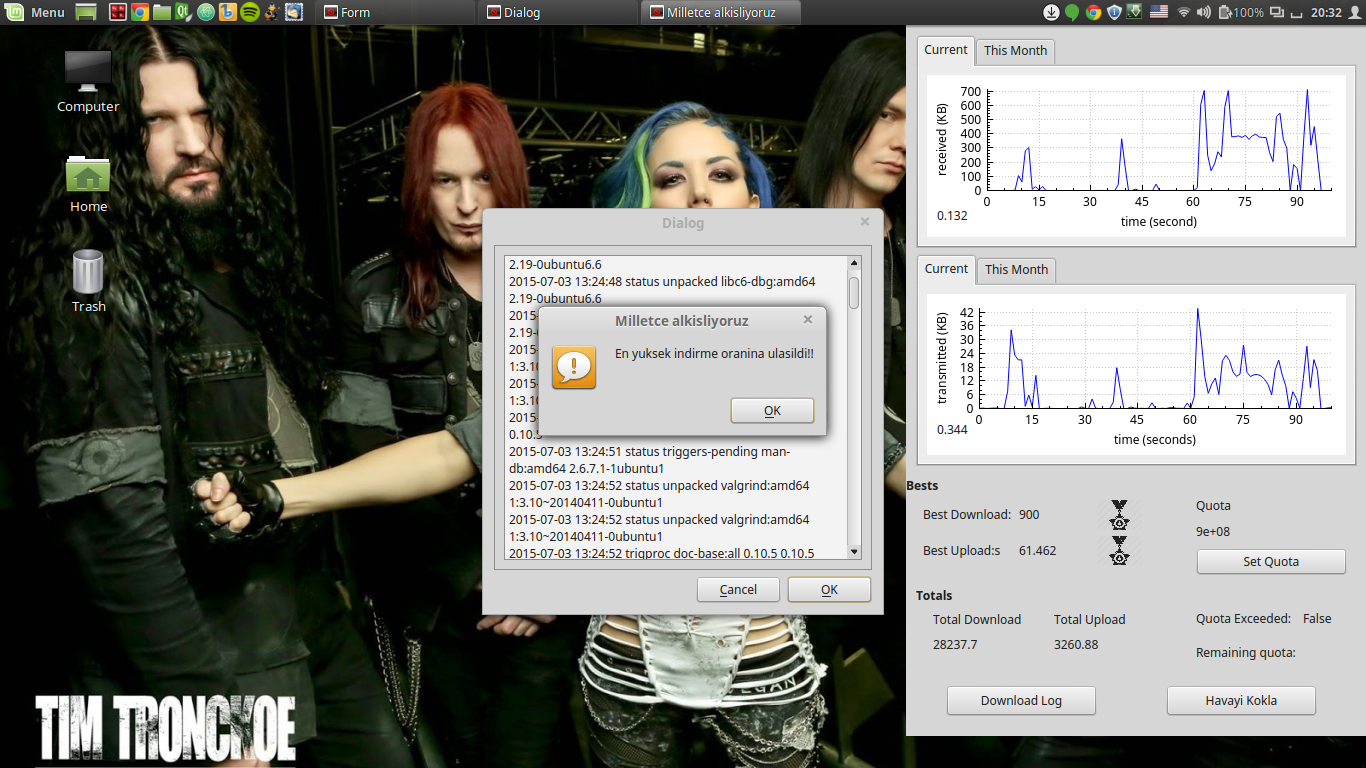 Menu
Form
Dialog
Milletce alkisliyoruz
100%
20:32
Computer
Home
Trash
TIM TRONCKOE
Dialog
2.19-0ubuntu6.6
2015-07-03 13:24:48 status unpacked libc6-dbg:amd64
2.19-0ubuntu6.6
2015-
2.19-
2015-
1:3.1
2015-
1:3.1
2015-
0.10.5
2015-07-03 13:24:51 status triggers-pending man-
db:amd64 2.6.7.1-1ubuntu1
2015-07-03 13:24:52 status unpacked valgrind:amd64
1:3.10~20140411-0ubuntu1
2015-07-03 13:24:52 status unpacked valgrind:amd64
1:3.10~20140411-0ubuntu1
2015-07-03 13:24:52 trigproc doc-base:all 0.10.5 0.10.5
Cancel
OK
Milletce alkisliyoruz
En yuksek indirme oranina ulasildi!!
OK
Current
This Month
received (KB)
700
600
500
400
300
200
100
0
0 15 30 45 60 75 90
time (second)
0.132
Current
This Month
transmitted (KB)
42
36
30
24
18
12
6
0
0 15 30 45 60 75 90
time (seconds)
0.344
Bests
Best Download: 900
Best Upload:s 61.462
Quota
9e+08
Set Quota
Totals
Total Download
Total Upload
28237.7
3260.88
Quota Exceeded: False
Remaining quota:
Download Log
Havayi Kokla